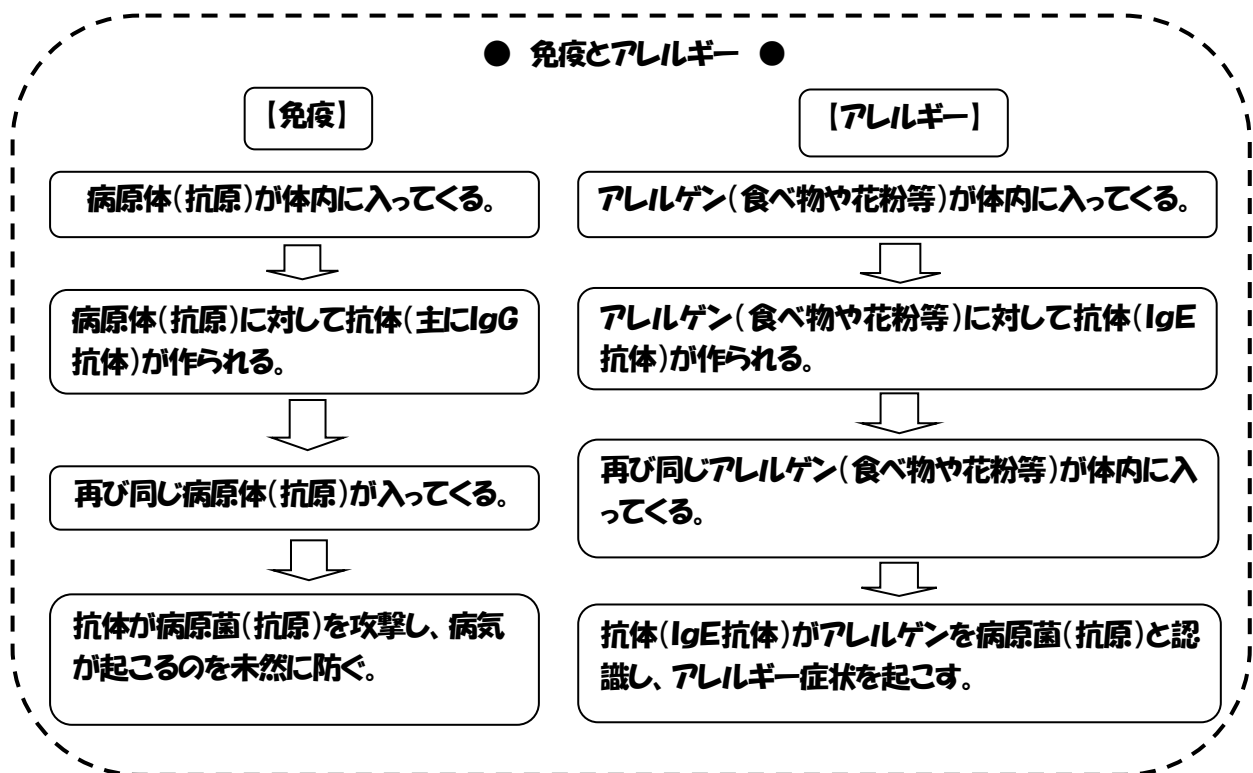 ● 免疫とアレルギー ●
【免疫】
病原体(抗原)が体内に入ってくる。
病原体(抗原)に対して抗体(主にIgG
抗体)が作られる。
再び同じ病原体(抗原)が入ってくる。
抗体が病原菌(抗原)を攻撃し、病気
が起こるのを未然に防ぐ。
【アレルギー】
アレルゲン(食べ物や花粉等)が体内に入ってくる。
アレルゲン(食べ物や花粉等)に対して抗体(IgE
抗体)が作られる。
再び同じアレルゲン(食べ物や花粉等)が体内に入
ってくる。
抗体(IgE抗体)がアレルゲンを病原菌(抗原)と認
識し、アレルギー症状を起こす。